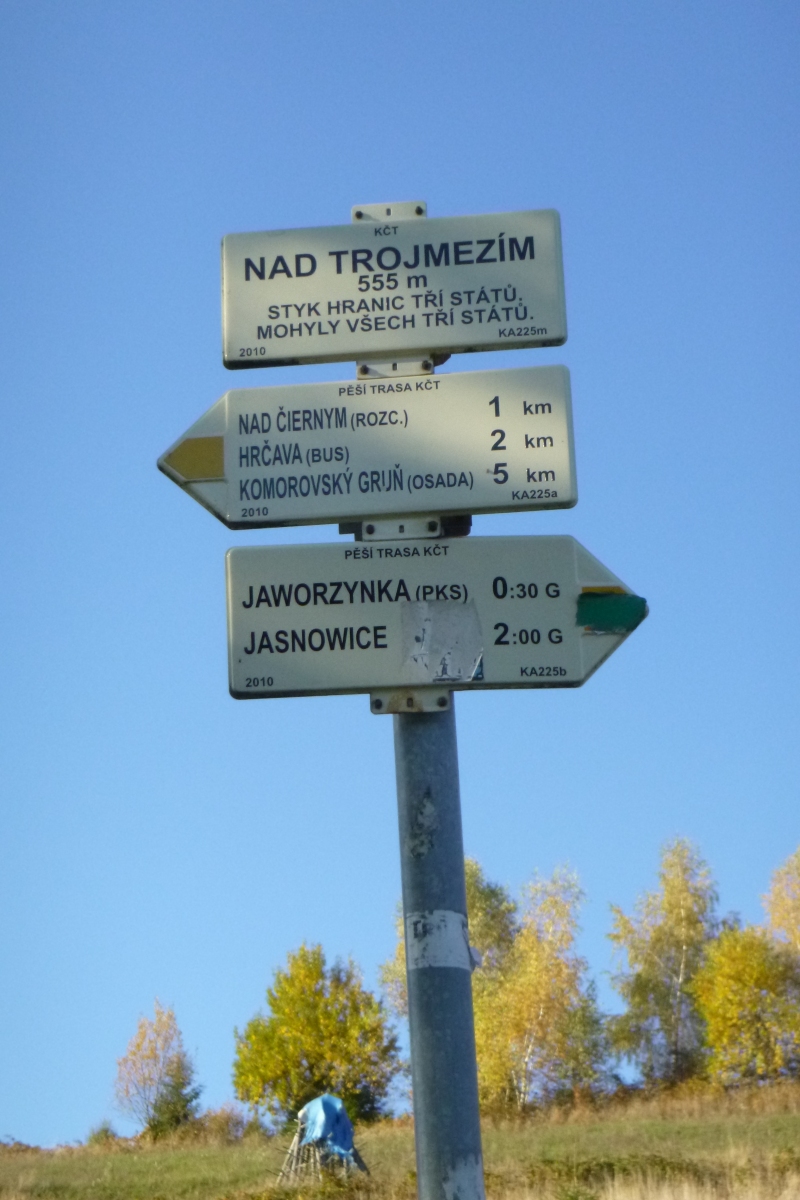 KČT
NAD TROJMEZÍM
555 m
STYK HRANIC TŘÍ STÁTŮ.
MOHYLY VŠECH TŘÍ STÁTŮ.
2010 KA225m
PĚŠÍ TRASA KČT
NAD ČIERNYM (ROZC.) 1 km
HRČAVA (BUS) 2 km
KOMOROVSKÝ GRUŇ (OSADA) 5 km
2010 KA225a
PĚŠÍ TRASA KČT
JAWORZYNKA (PKS) 0:30 G
JASNOWICE 2:00 G
2010 KA225b